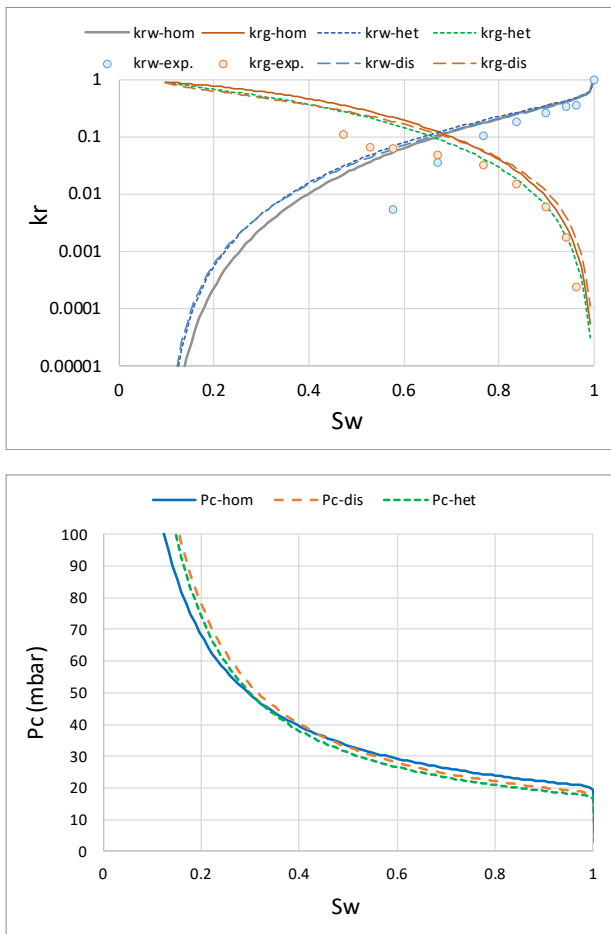 krw-hom krg-hom krw-het krg-het
krw-exp. krg-exp. krw-dis krg-dis
1
0.1
0.01
0.001
0.0001
0.00001
kr
0 0.2 0.4 0.6 0.8 1
Sw
Pc-hom Pc-dis Pc-het
100
90
80
70
60
50
40
30
20
10
0
Pc (mbar)
0 0.2 0.4 0.6 0.8 1
Sw